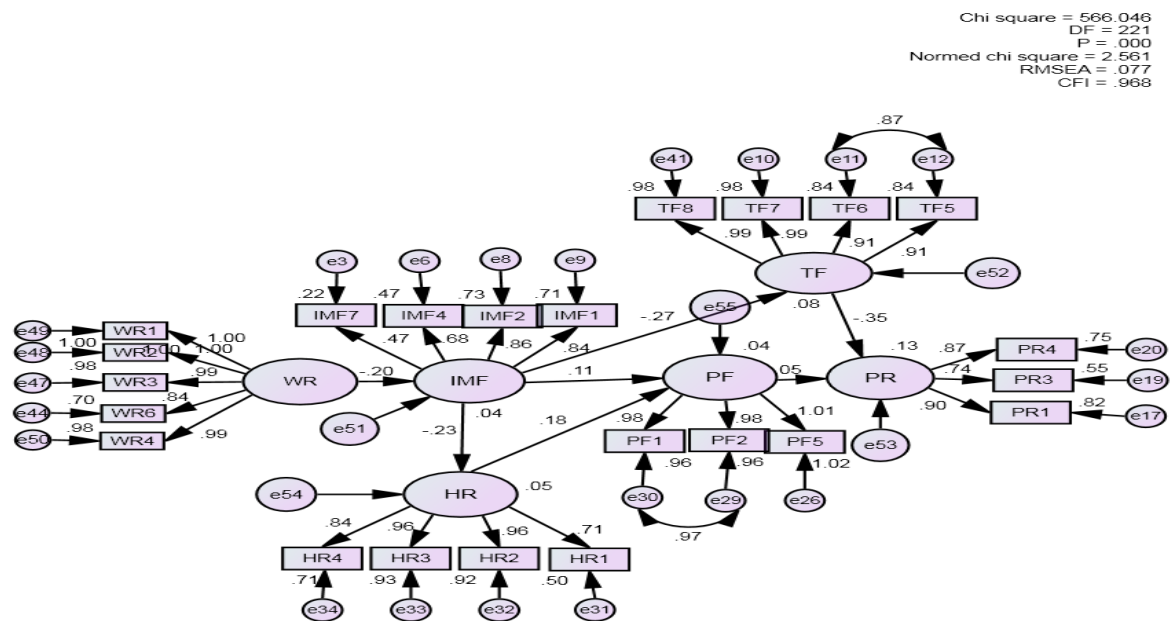 Chi square = 566.046
DF = 221
P = .000
Normed chi square = 2.561
RMSEA = .077
CFI = .968
.87
e41
e10
e11
e12
.98
.98
.84
.84
TF8
TF7
TF6
TF5
.99
.99
.91
.91
TF
e52
.08
e3
e6
e8
e9
.22
.47
.73
.71
IMF7
IMF4
IMF2
IMF1
.47
.68
.86
.84
e55
-.27
-.35
e49
WR1
1.00
e48
1.00
WR2
1.00
1.00
e47
.98
WR3
.99
e44
.70
WR6
.84
e50
.98
WR4
.99
WR
-.20
IMF
.04
.11
PF
.04
.05
PR
.13
.87
PR4
.75
e20
.74
PR3
.55
e19
.90
PR1
.82
e17
e51
e53
-.23
.18
.98
.98
1.01
PF1
PF2
PF5
.96
.96
1.02
e30
e29
e26
.97
e54
HR
.05
.84
.96
.96
.71
HR4
HR3
HR2
HR1
.71
.93
.92
.50
e34
e33
e32
e31